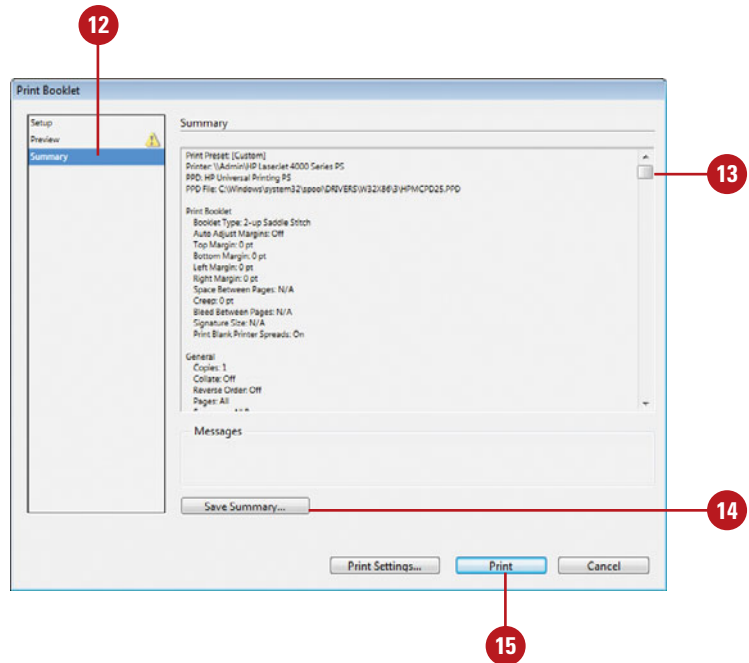 12
Print Booklet
Setup
Preview
Summary
Summary
Print Preset: [Custom]
Printer: \\Admin\HP LaserJet 4000 Series PS
PPD: HP Universal Printing PS
PPD File: C:\Windows\system32\spool\DRIVERS\W32X86\3\HPMCPD25.PPD
Print Booklet
Booklet Type: 2-up Saddle Stitch
Auto Adjust Margins: Off
Top Margin: 0 pt
Bottom Margin: 0 pt
Left Margin: 0 pt
Right Margin: 0 pt
Space Between Pages: N/A
Creep: 0 pt
Bleed Between Pages: N/A
Signature Size: N/A
Print Blank Printer Spreads: On
General
Copies: 1
Collate: Off
Reverse Order: Off
Pages: All
13
Messages
Save Summary...
14
Print Settings...
Print
Cancel
15